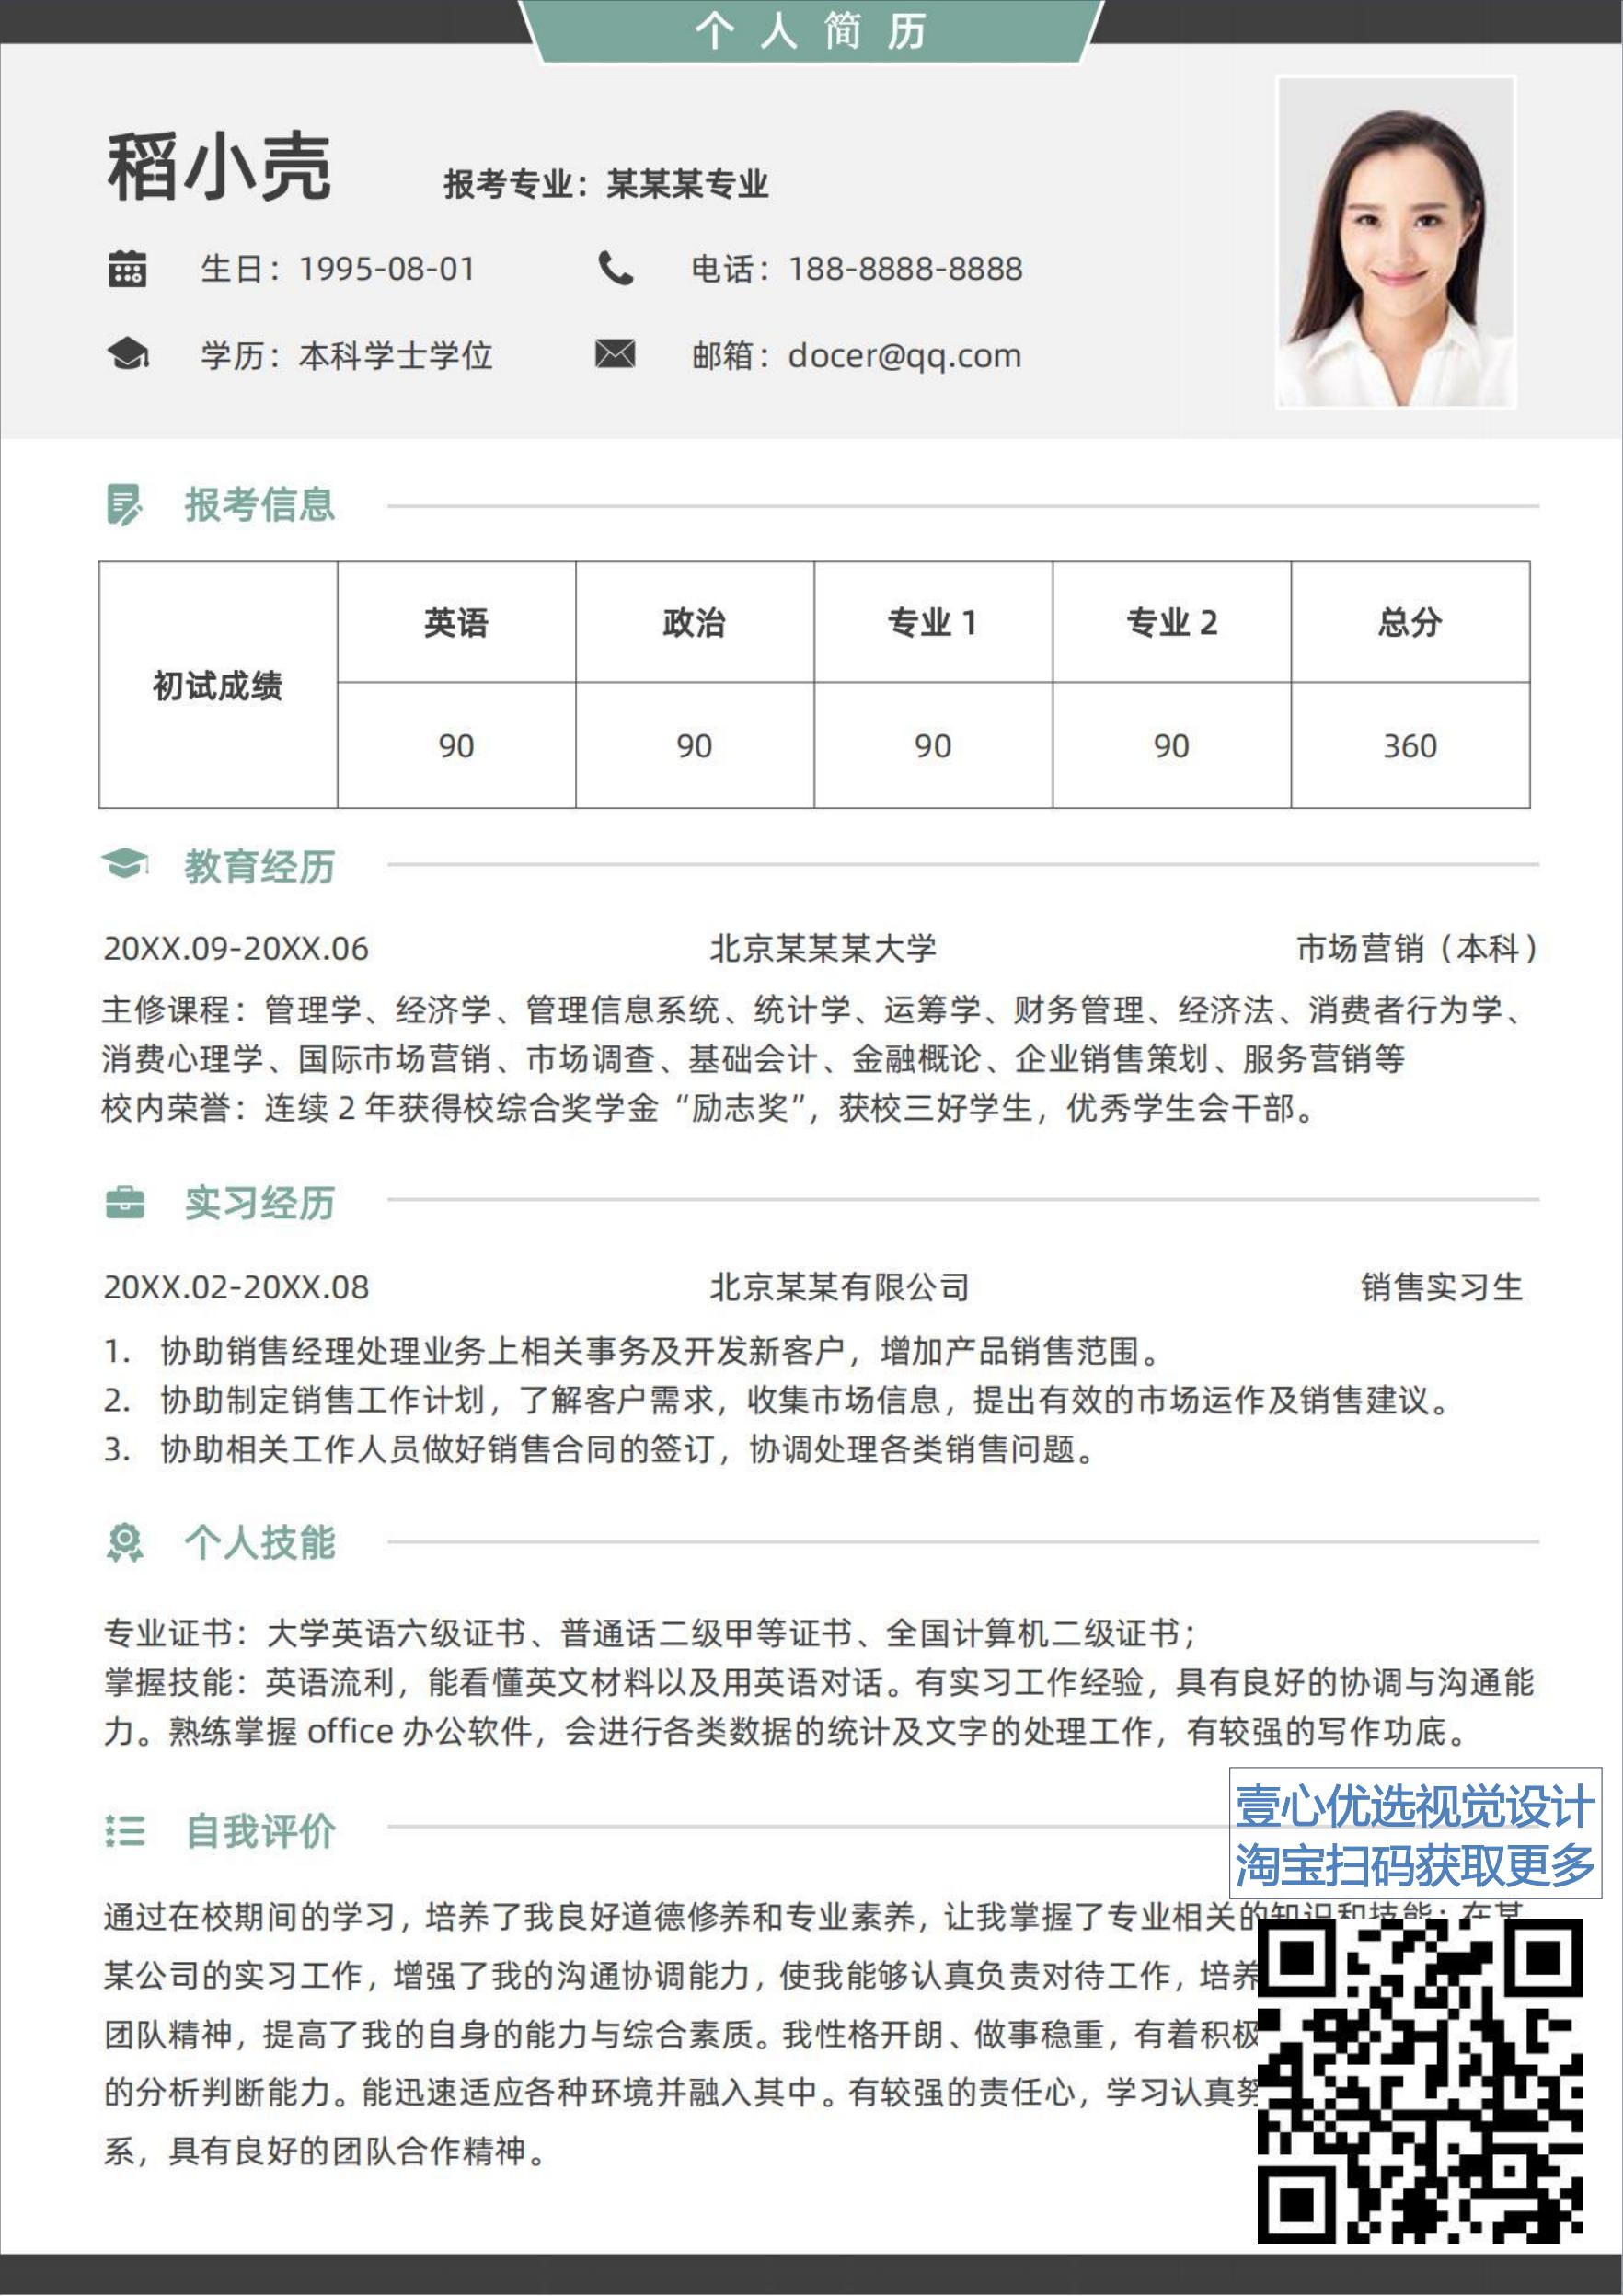 个人简历
稻小壳 报考专业：某某某专业
生日：1995-08-01 电话：188-8888-8888
学历：本科学士学位 邮箱：docer@qq.com
报考信息
初试成绩 英语 政治 专业 1 专业 2 总分
90 90 90 90 360
教育经历
20XX.09-20XX.06 北京某某某大学 市场营销（本科）
主修课程：管理学、经济学、管理信息系统、统计学、运筹学、财务管理、经济法、消费者行为学、
消费心理学、国际市场营销、市场调查、基础会计、金融概论、企业销售策划、服务营销等
校内荣誉：连续 2 年获得校综合奖学金“励志奖”，获校三好学生，优秀学生会干部。
实习经历
20XX.02-20XX.08 北京某某有限公司 销售实习生
1. 协助销售经理处理业务上相关事务及开发新客户，增加产品销售范围。
2. 协助制定销售工作计划，了解客户需求，收集市场信息，提出有效的市场运作及销售建议。
3. 协助相关工作人员做好销售合同的签订，协调处理各类销售问题。
个人技能
专业证书：大学英语六级证书、普通话二级甲等证书、全国计算机二级证书；
掌握技能：英语流利，能看懂英文材料以及用英语对话。有实习工作经验，具有良好的协调与沟通能
力。熟练掌握 office 办公软件，会进行各类数据的统计及文字的处理工作，有较强的写作功底。
壹心优选视觉设计
淘宝扫码获取更多
自我评价
通过在校期间的学习，培养了我良好道德修养和专业素养，让我掌握了专业相关的知识和技能；在某
某公司的实习工作，增强了我的沟通协调能力，使我能够认真负责对待工作，培养
团队精神，提高了我的自身的能力与综合素质。我性格开朗、做事稳重，有着积极
的分析判断能力。能迅速适应各种环境并融入其中。有较强的责任心，学习认真努
系，具有良好的团队合作精神。